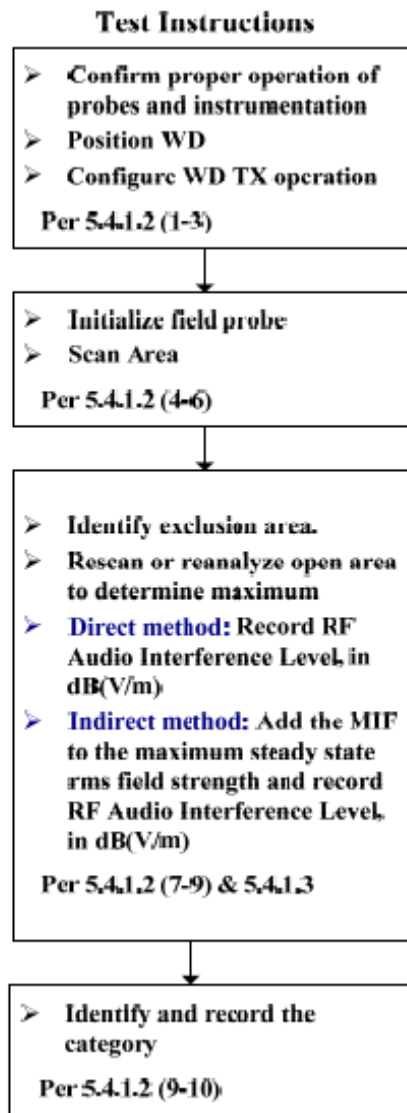 Test Instructions
➢ Confirm proper operation of
probes and instrumentation
➢ Position WD
➢ Configure WD TX operation
Per 5.4.1.2 (1-3)
➢ Initialize field probe
➢ Scan Area
Per 5.4.1.2 (4-6)
➢ Identify exclusion area.
➢ Rescan or reanalyze open area
to determine maximum
➢ Direct method: Record RF
Audio Interference Level, in
dB(V/m)
➢ Indirect method: Add the MIF
to the maximum steady state
rms field strength and record
RF Audio Interference Level,
in dB(V/m)
Per 5.4.1.2 (7-9) & 5.4.1.3
➢ Identify and record the
category
Per 5.4.1.2 (9-10)